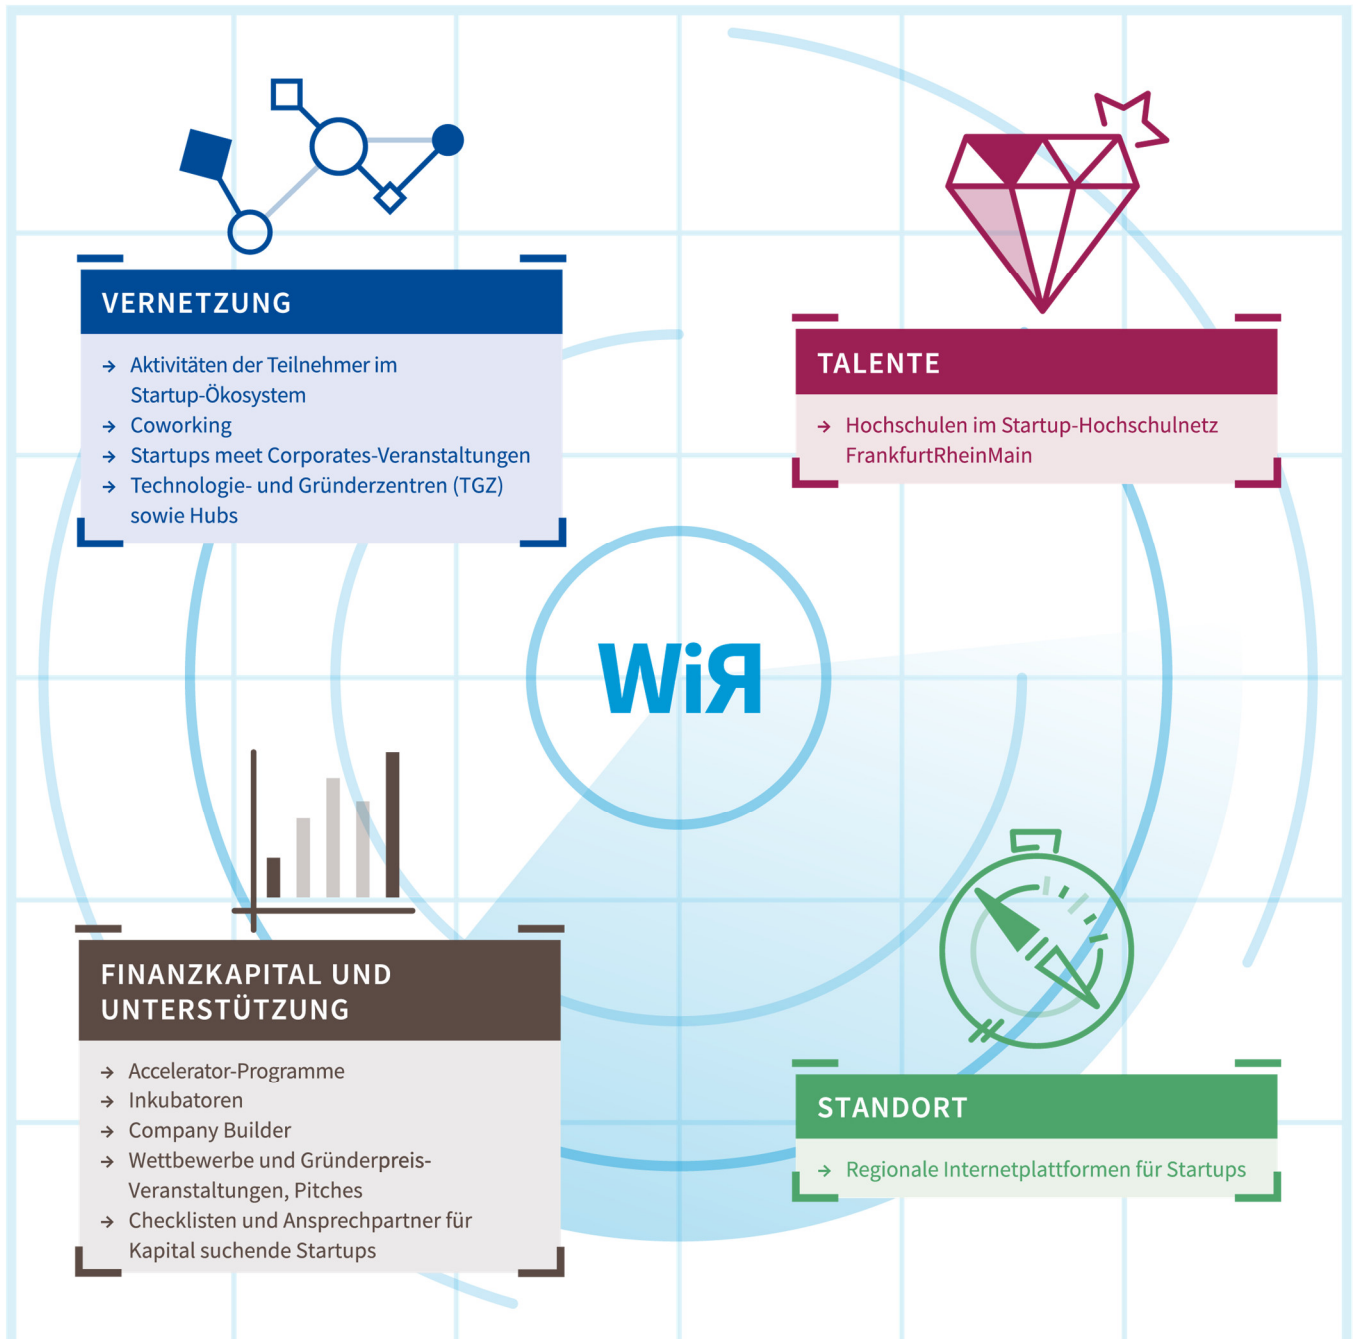 VERNETZUNG
→ Aktivitäten der Teilnehmer im
Startup-Ökosystem
→ Coworking
→ Startups meet Corporates-Veranstaltungen
→ Technologie- und Gründerzentren (TGZ)
sowie Hubs
TALENTE
→ Hochschulen im Startup-Hochschulnetz
FrankfurtRheinMain
WiR
FINANZKAPITAL UND
UNTERSTÜTZUNG
→ Accelerator-Programme
→ Inkubatoren
→ Company Builder
→ Wettbewerbe und Gründerpreis-
Veranstaltungen, Pitches
→ Checklisten und Ansprechpartner für
Kapital suchende Startups
STANDORT
→ Regionale Internetplattformen für Startups